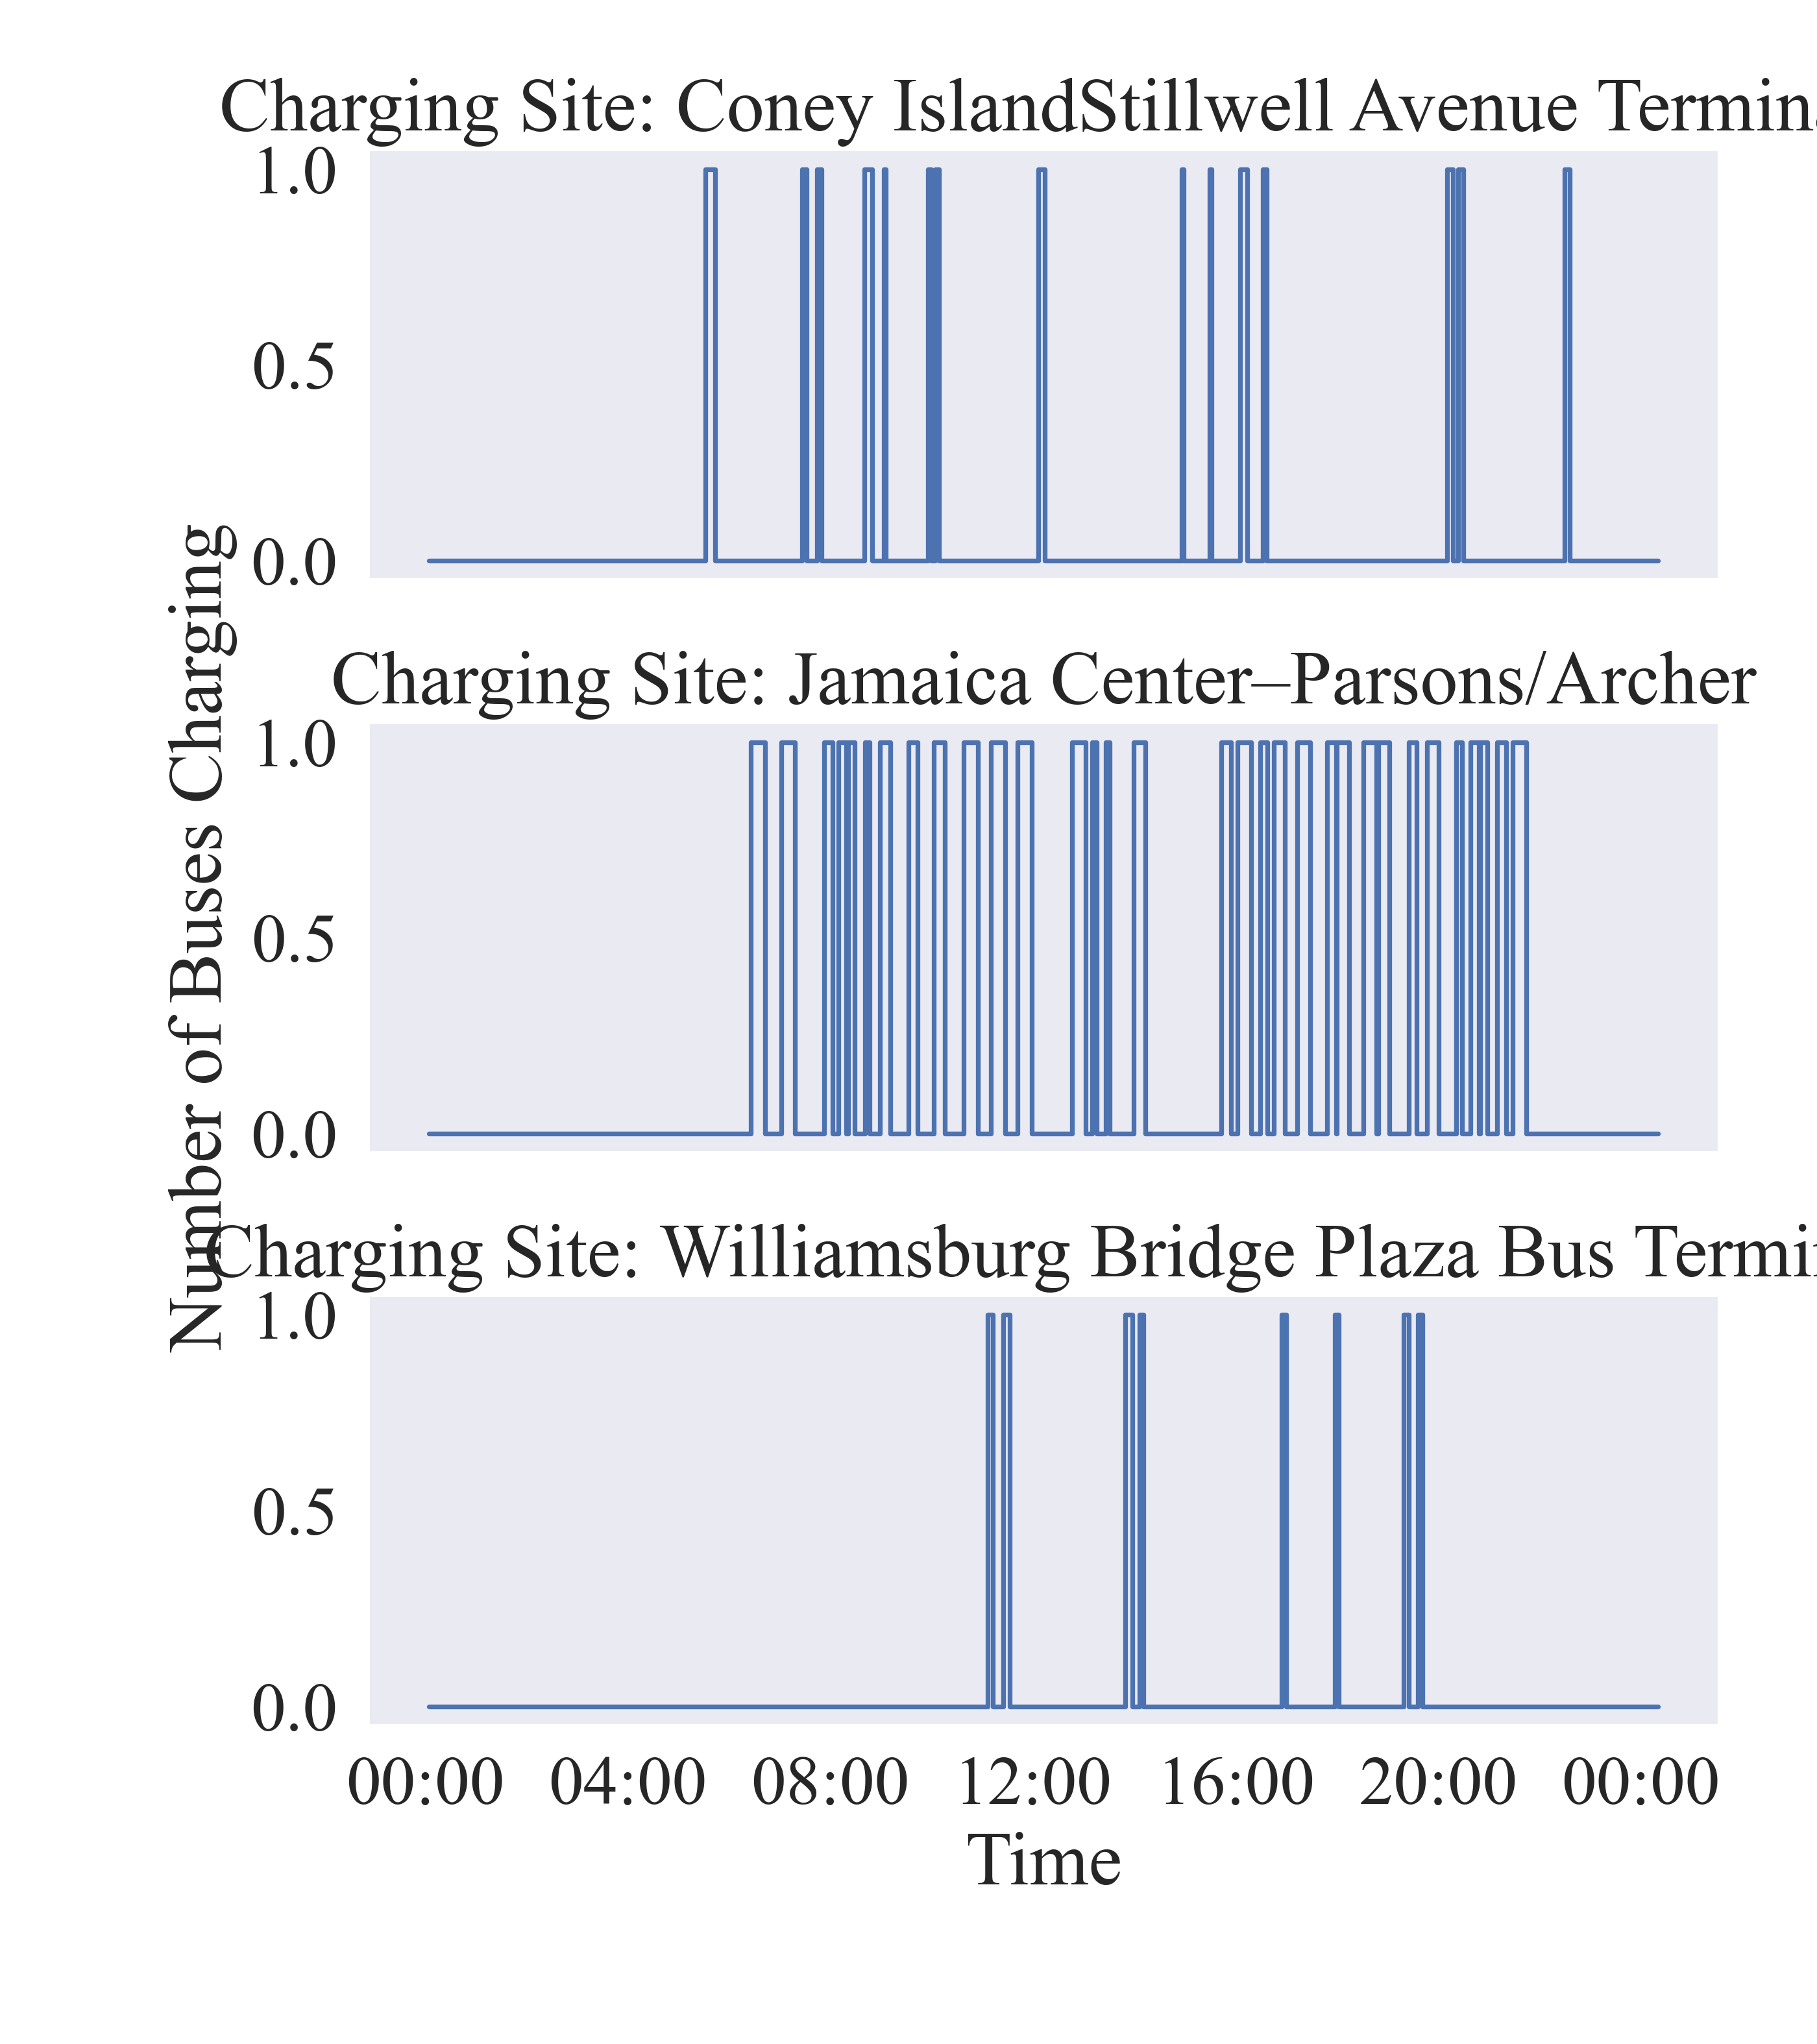 Charging Site: Coney IslandStillwell Avenue
1.0
0.5
0.0
Number of Buses Charging
Charging Site: Jamaica Center–Parsons/Archer
1.0
0.5
0.0
Charging Site: Williamsburg Bridge Plaza Bus
1.0
0.5
0.0
00:00 04:00 08:00 12:00 16:00 20:00 00:00
Time